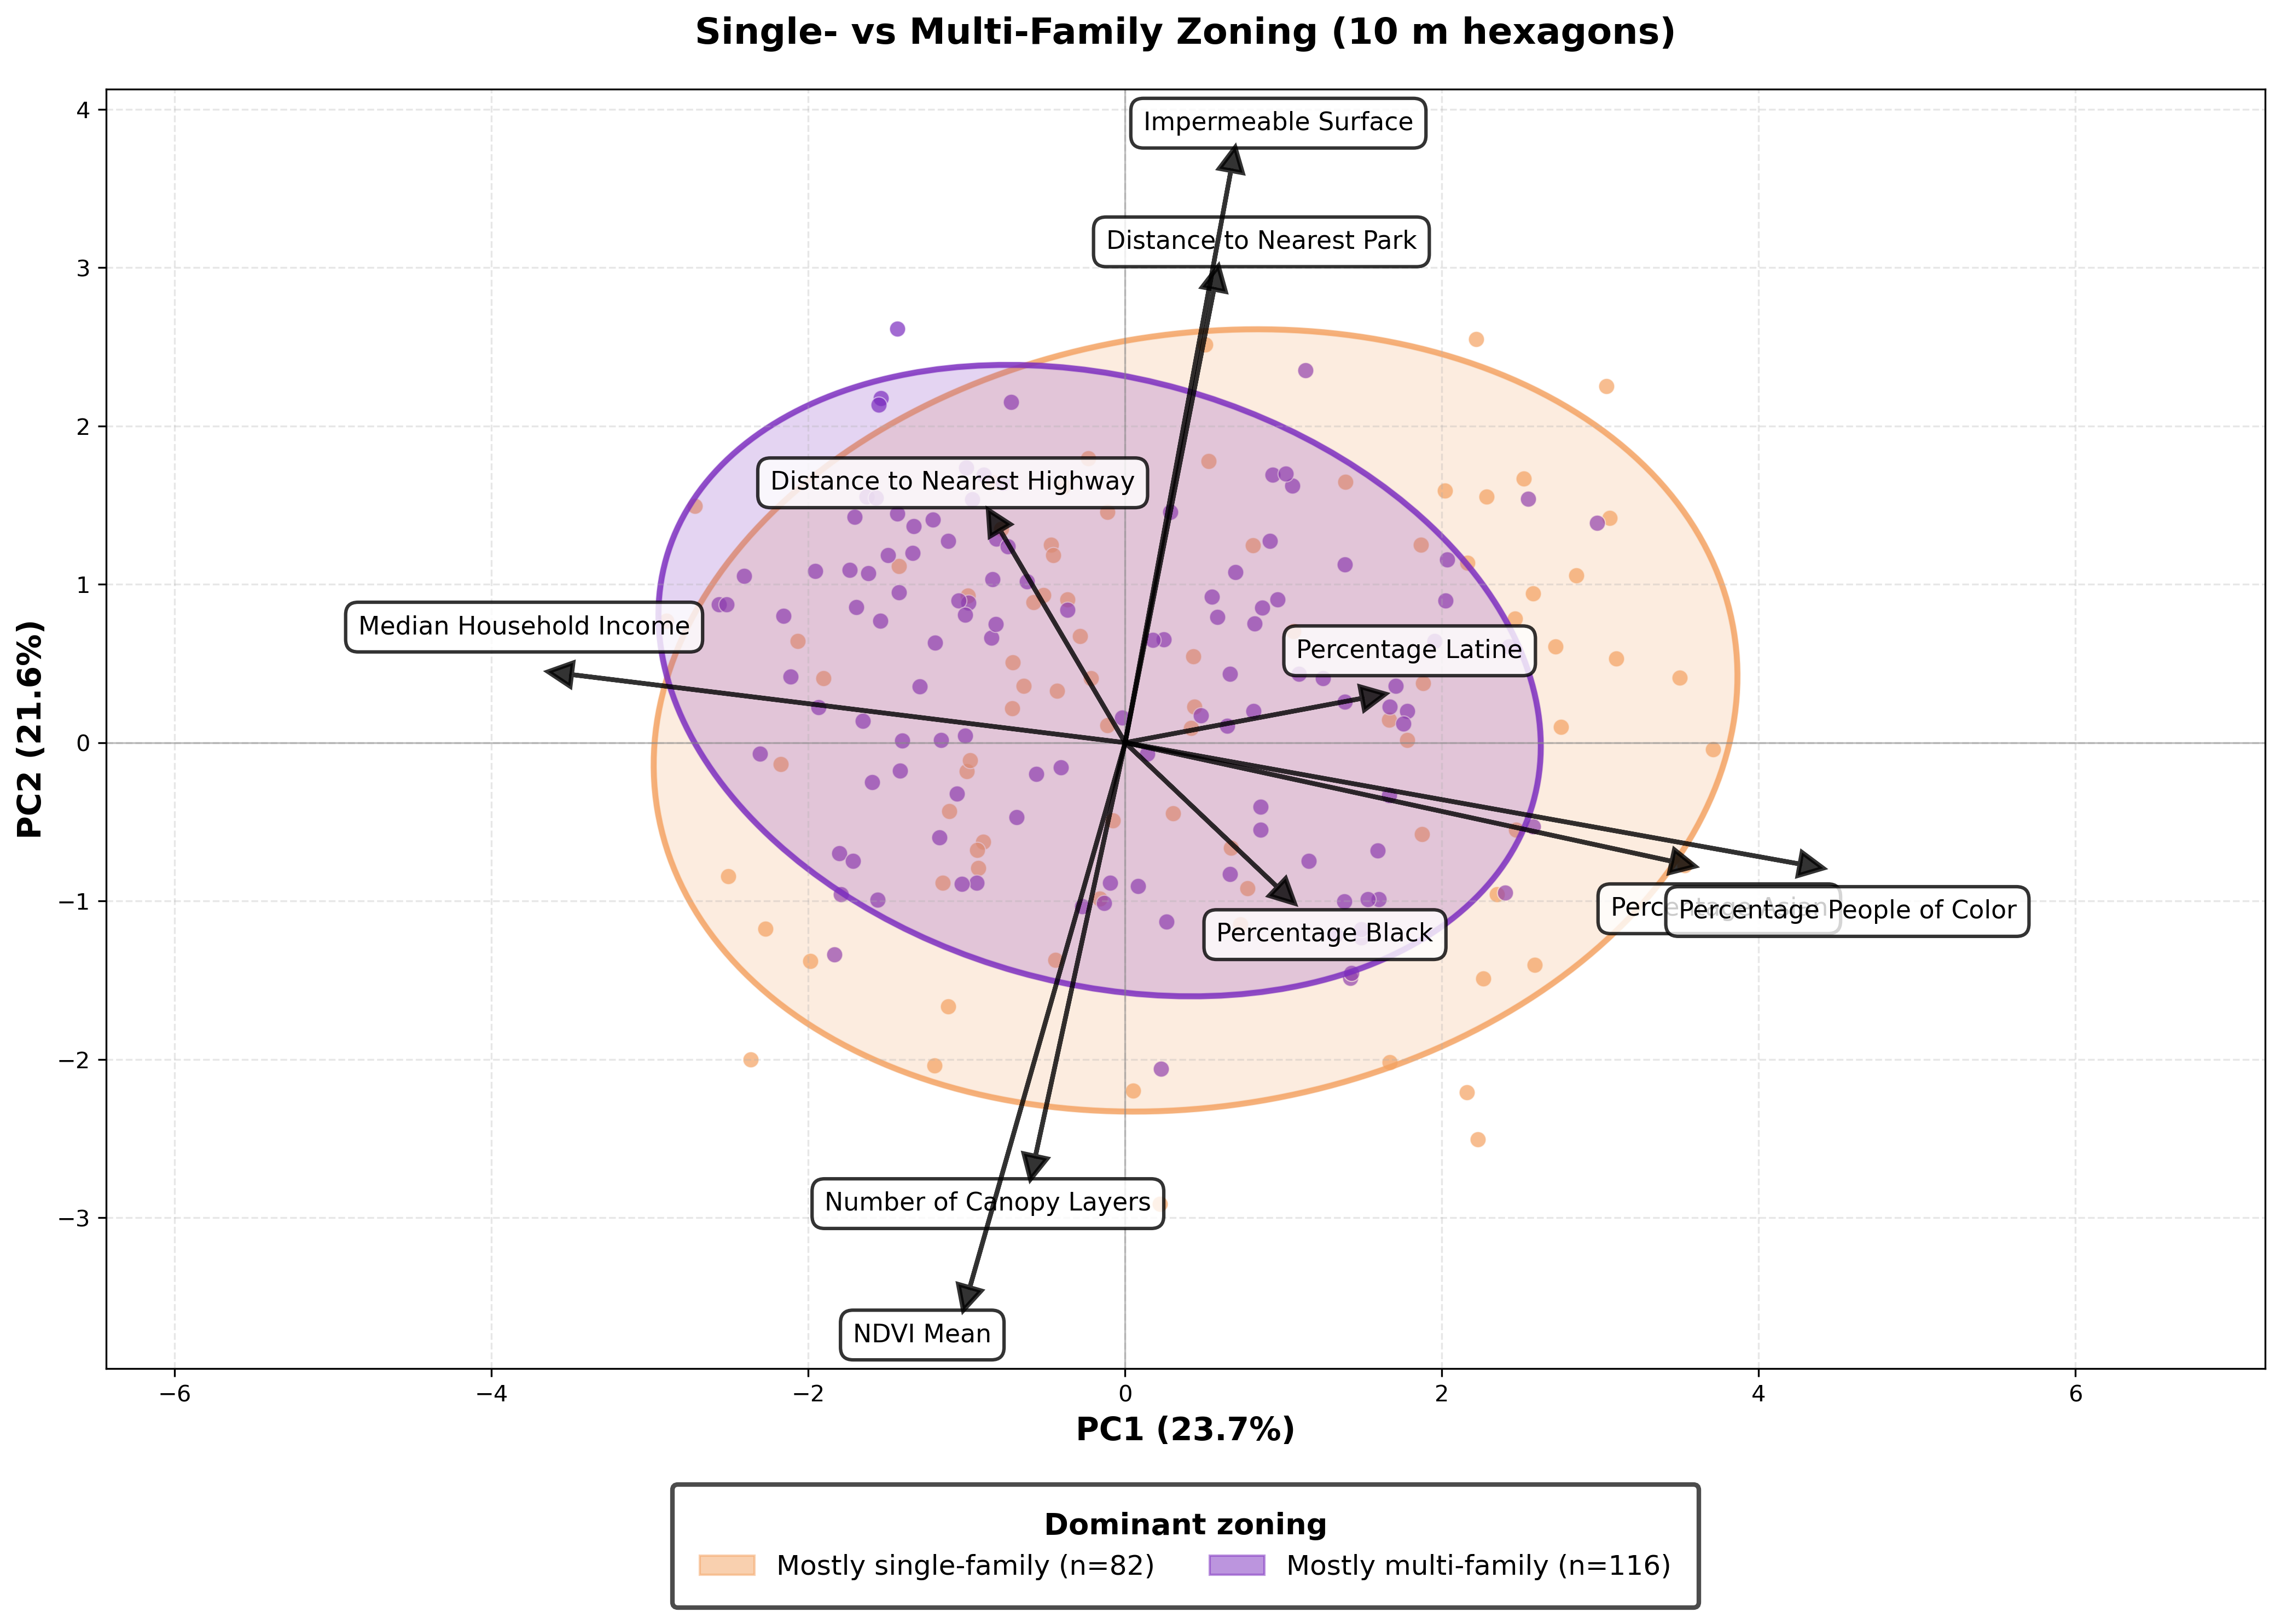 Single- vs Multi-Family Zoning (10 m hexagons)
4
3
2
1
0
−1
−2
−3
PC2 (21.6%)
Impermeable Surface
Distance to Nearest Park
Distance to Nearest Highway
Median Household Income
Percentage Latine
Percentage Asian
Percentage People of Color
Percentage Black
Number of Canopy Layers
NDVI Mean
−6
−4
−2
0
2
4
6
PC1 (23.7%)
Dominant zoning
Mostly single-family (n=82)
Mostly multi-family (n=116)